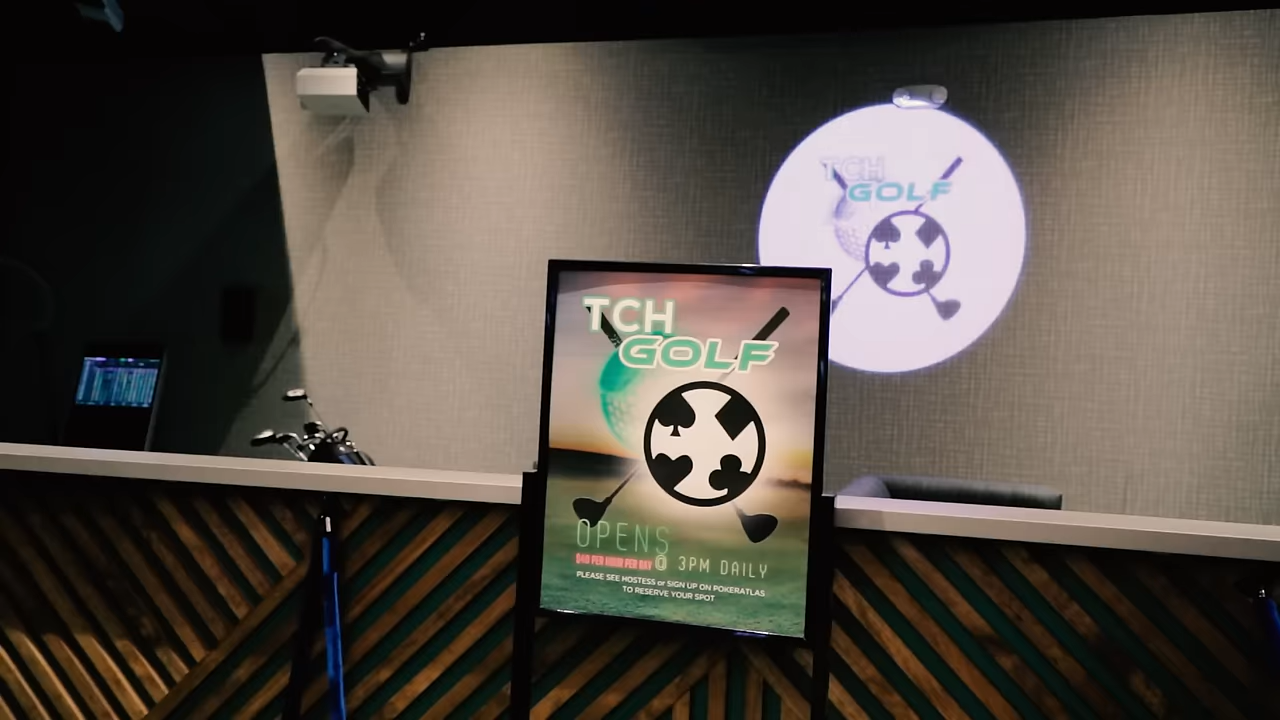 TCH
GOLF
TCH
GOLF
OPENS
$40 PER HOUR PER BAY @ 3PM DAILY
PLEASE SEE HOSTESS or SIGN UP ON POKERATLAS
TO RESERVE YOUR SPOT